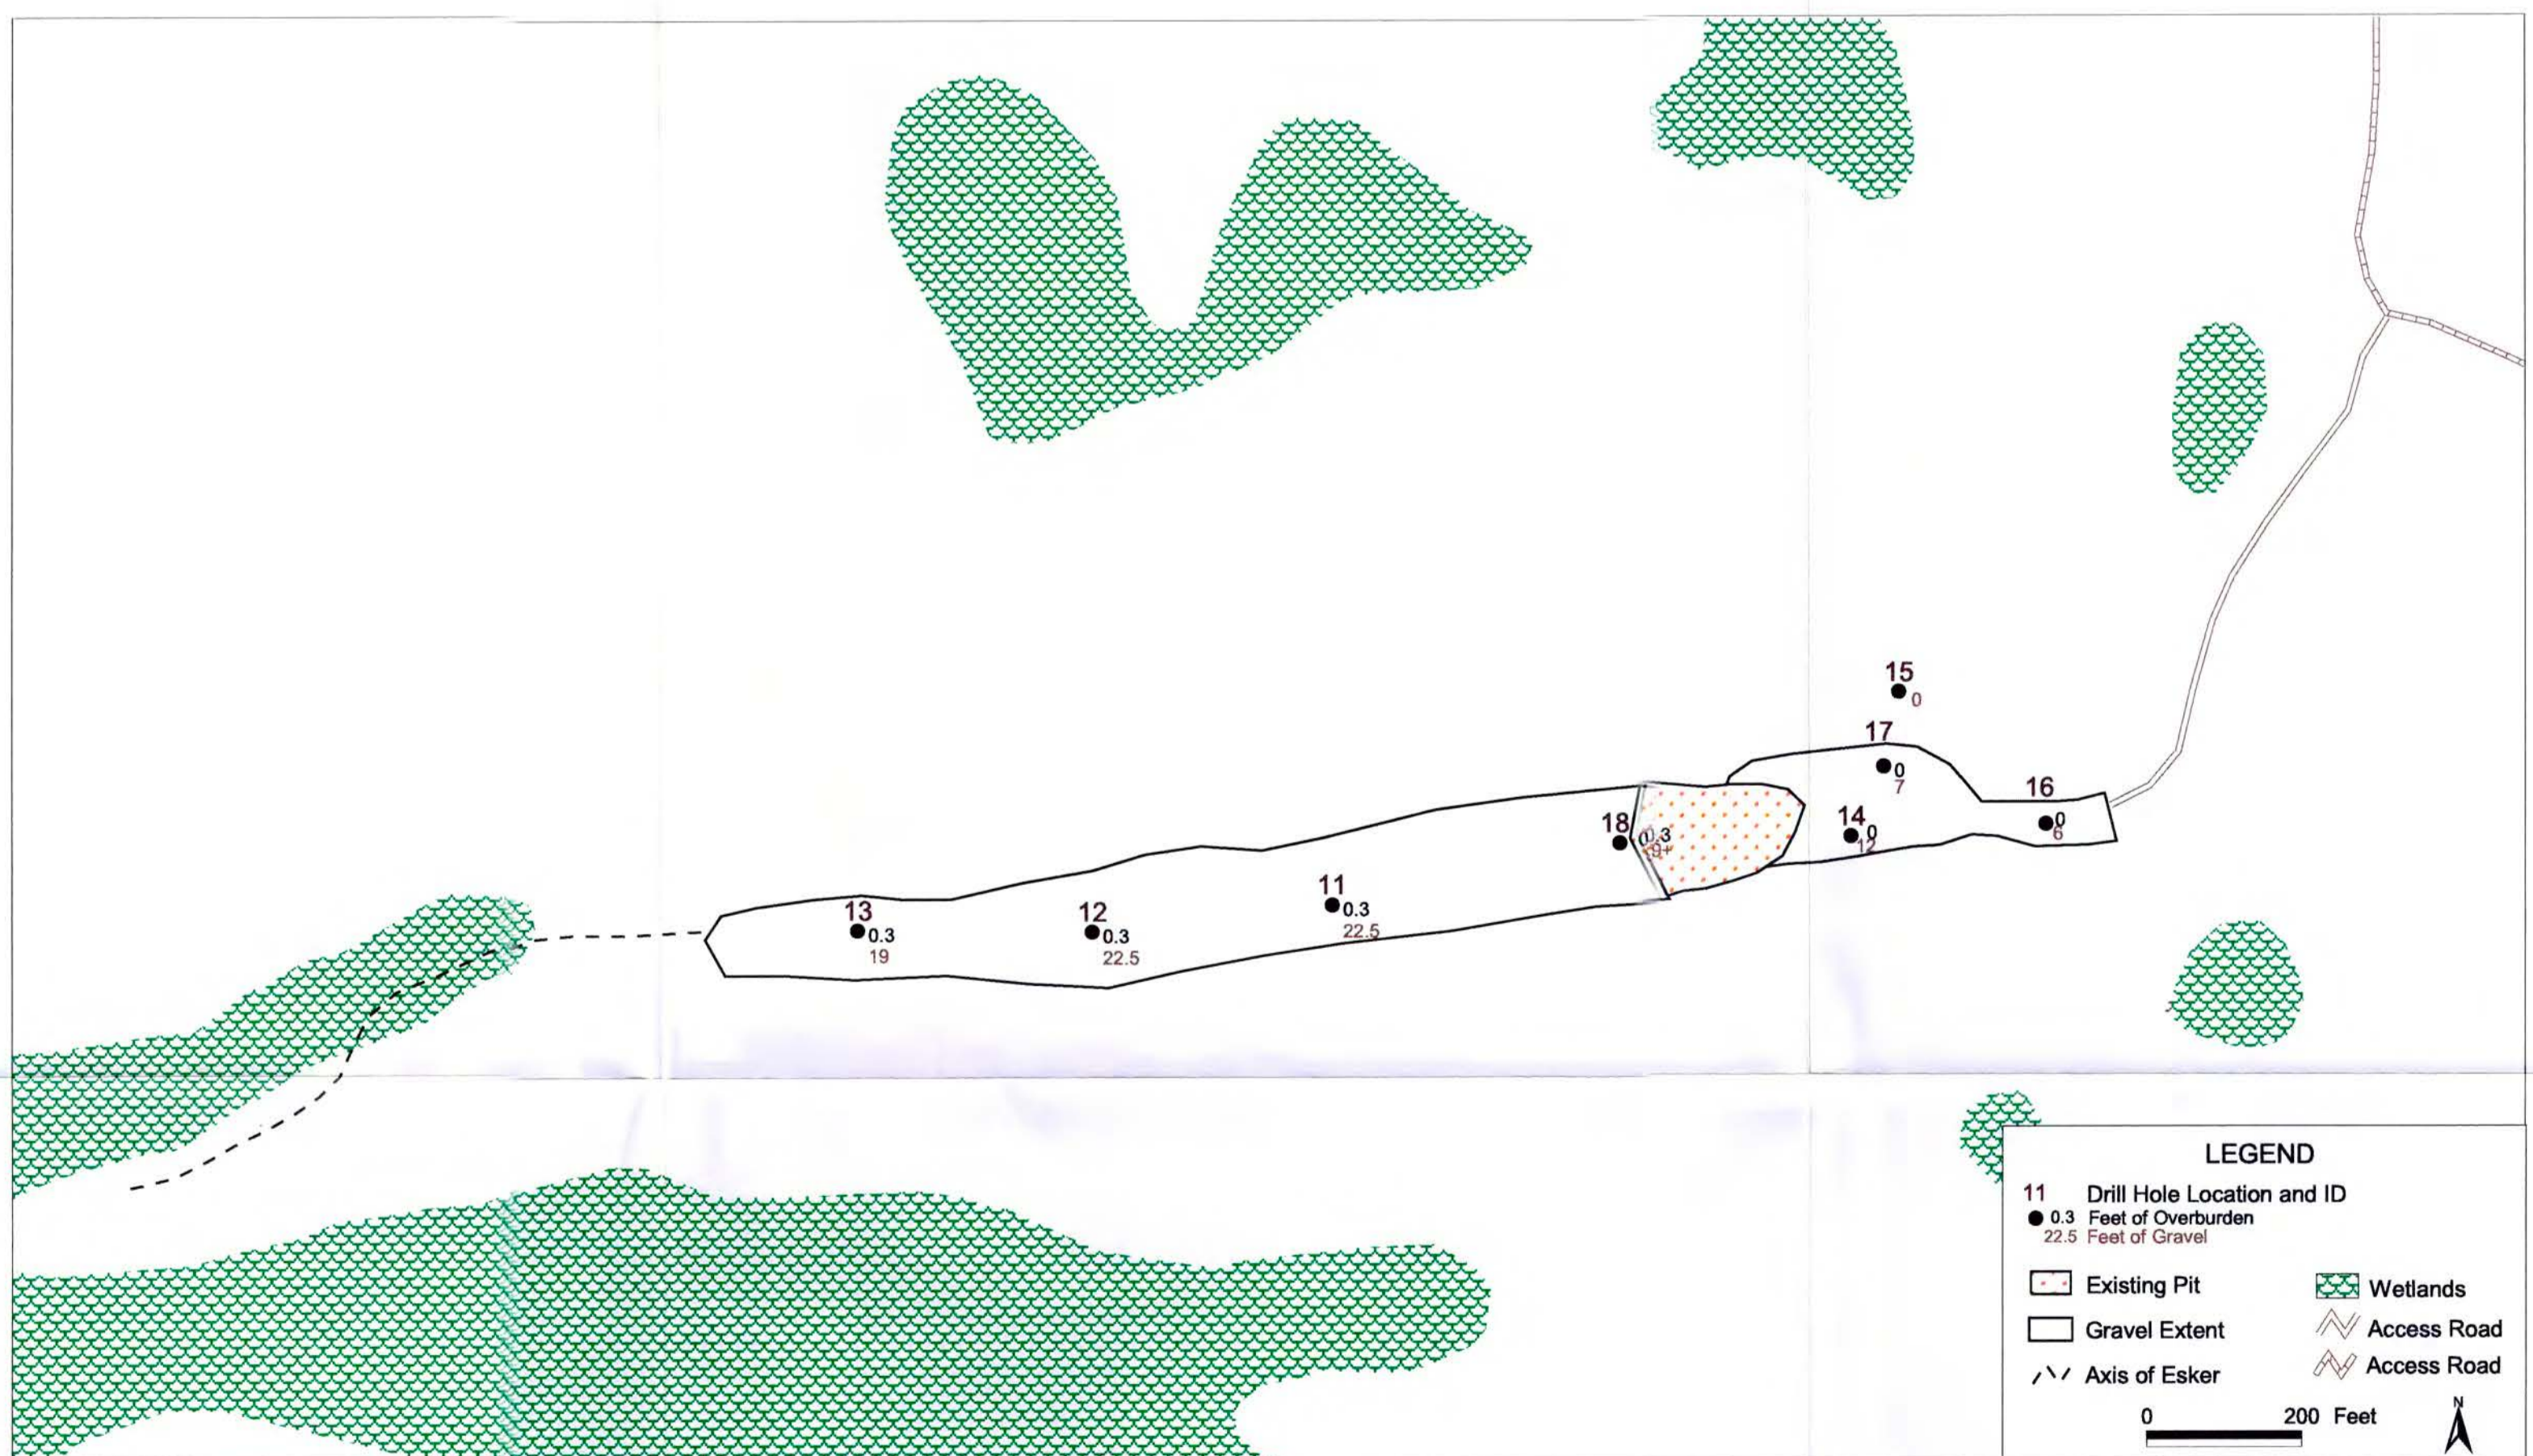 15
0
17
0
7
16
0
6
14
0
12
18
0.3
9+
11
0.3
22.5
13
0.3
19
12
0.3
22.5
LEGEND
11 Drill Hole Location and ID
0.3 Feet of Overburden
22.5 Feet of Gravel
Existing Pit
Wetlands
Gravel Extent
Access Road
Axis of Esker
Access Road
0 200 Feet
N